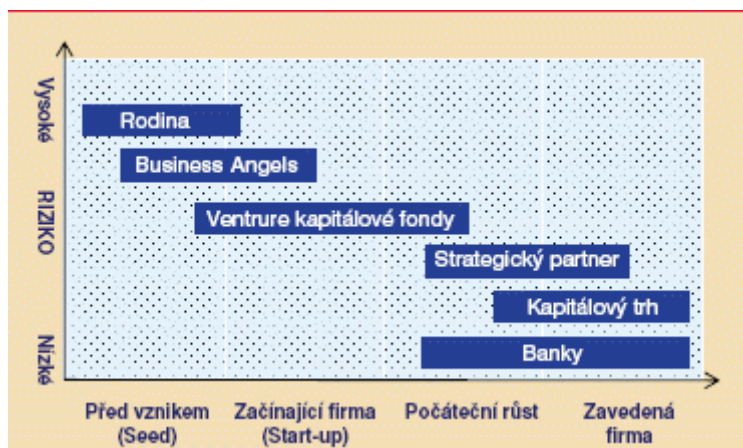 Vysoké
RIZIKO
Nízké
Rodina
Business Angels
Ventrure kapitálové fondy
Strategický partner
Kapitálový trh
Banky
Před vznikem
(Seed)
Začínající firma
(Start-up)
Počáteční růst
Zavedená
firma